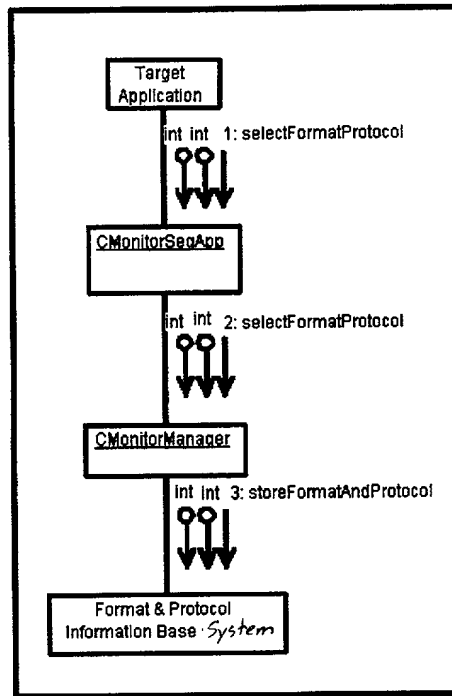 Target
Application
int int 1: selectFormatProtocol
CMonitorSeqApp
int int 2: selectFormatProtocol
CMonitorManager
int int 3: storeFormatAndProtocol
Format & Protocol
Information Base System